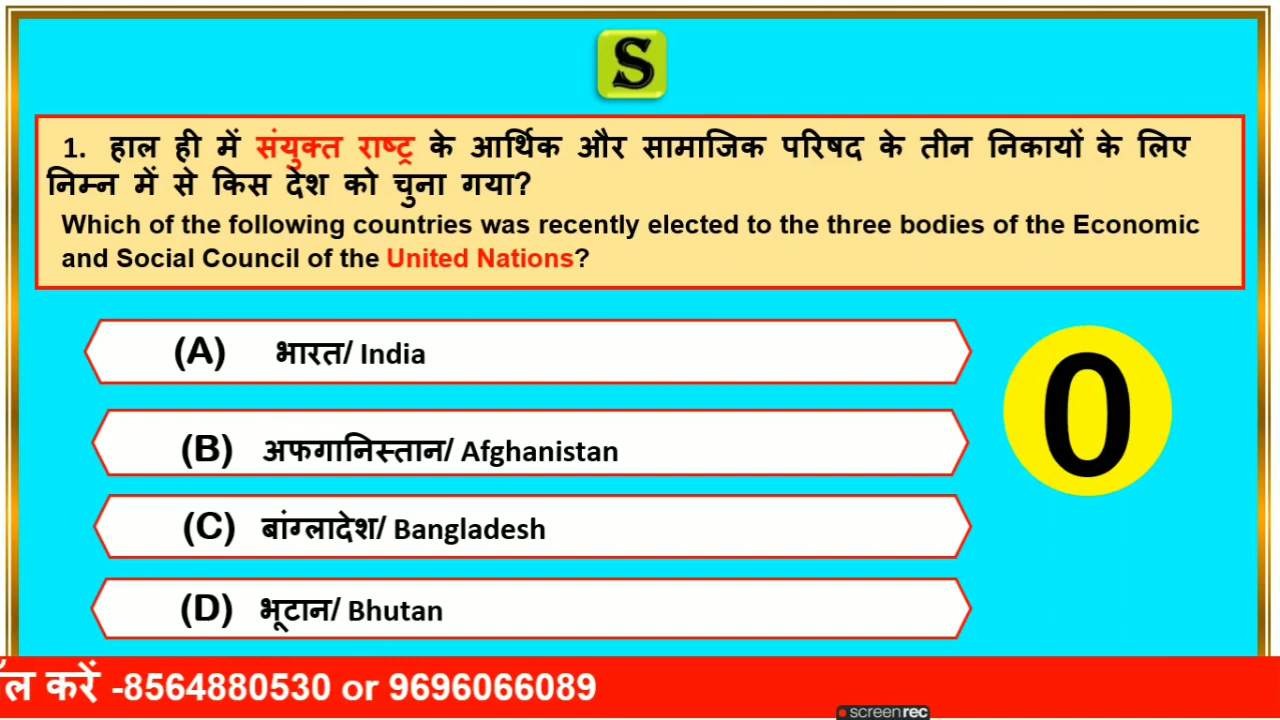 S
1. हाल ही में संयुक्त राष्ट्र के आर्थिक और सामाजिक परिषद के तीन निकायों के लिए
निम्न में से किस देश को चुना गया?
Which of the following countries was recently elected to the three bodies of the Economic
and Social Council of the United Nations?
(A) भारत/ India
0
(B) अफगानिस्तान/ Afghanistan
(C) बांग्लादेश/ Bangladesh
(D) भूटान/ Bhutan
करें -8564880530 or 9696066089
screenrec